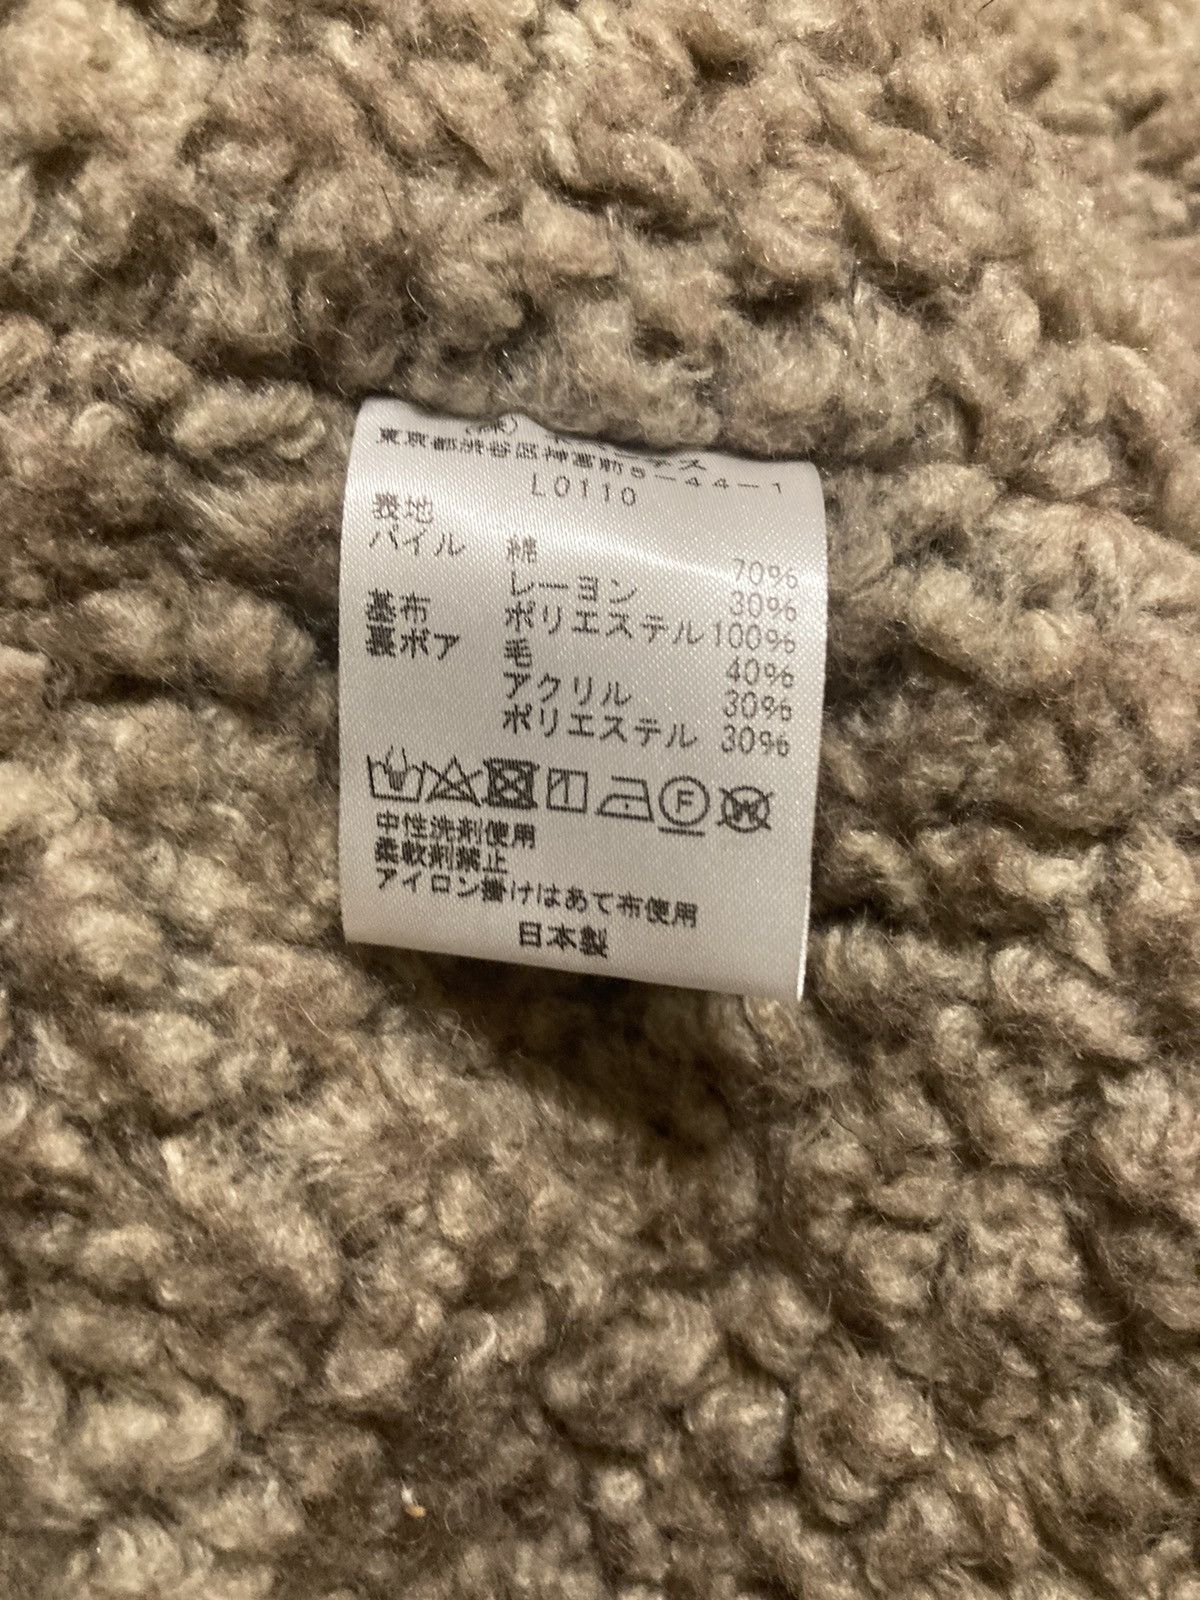 東京都渋谷区神宮前5-44-1
L0110
表地
パイル 綿 70%
レーヨン 30%
基布 ポリエステル 100%
裏ボア 毛 40%
アクリル 30%
ポリエステル 30%
F W
中性洗剤使用
柔軟剤禁止
アイロン掛けはあて布使用
日本製